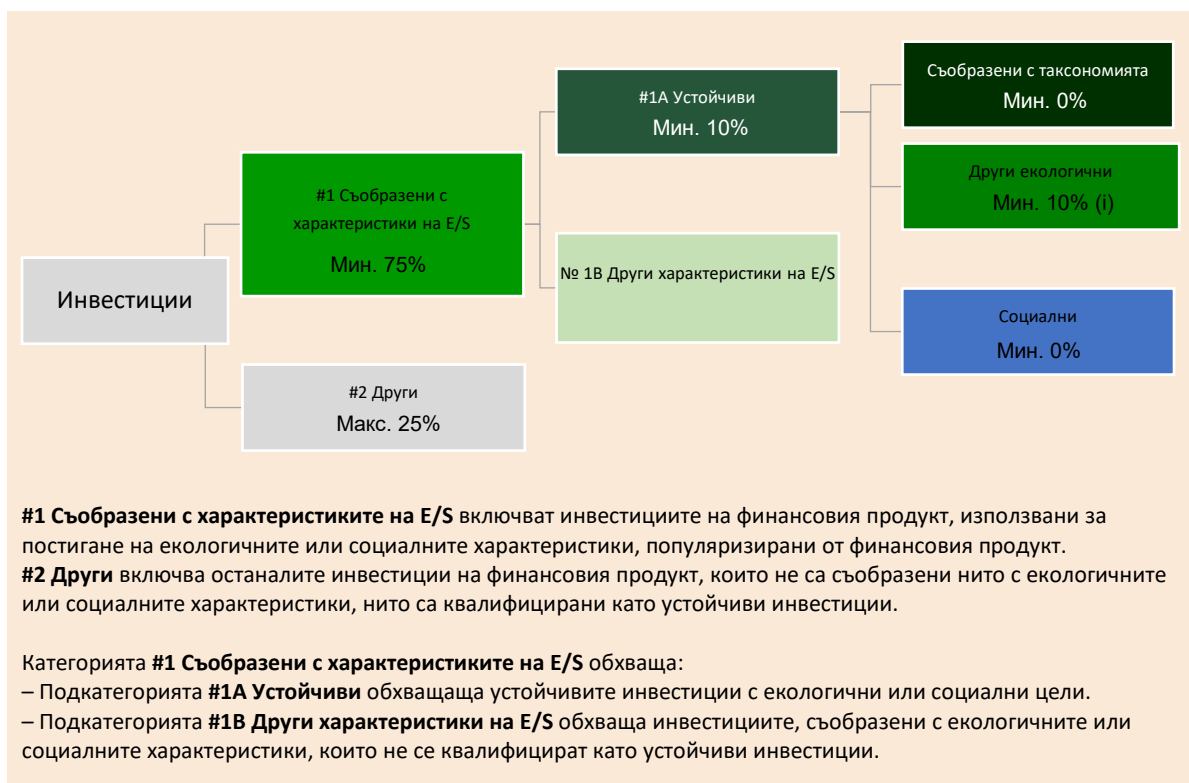 Инвестиции
#1 Съобразени с
характеристики на E/S
Мин. 75%
#2 Други
Макс. 25%
#1A Устойчиви
Мин. 10%
№ 1B Други характеристики на E/S
Съобразени с таксономията
Мин. 0%
Други екологични
Мин. 10% (i)
Социални
Мин. 0%
#1 Съобразени с характеристиките на E/S включват инвестициите на финансовия продукт, използвани за
постигане на екологичните или социалните характеристики, популяризирани от финансовия продукт.
#2 Други включва останалите инвестиции на финансовия продукт, които не са съобразени нито с екологичните
или социалните характеристики, нито са квалифицирани като устойчиви инвестиции.
Категорията #1 Съобразени с характеристиките на E/S обхваща:
– Подкатегорията #1A Устойчиви обхващаща устойчивите инвестиции с екологични или социални цели.
– Подкатегорията #1B Други характеристики на E/S обхваща инвестициите, съобразени с екологичните или
социалните характеристики, които не се квалифицират като устойчиви инвестиции.